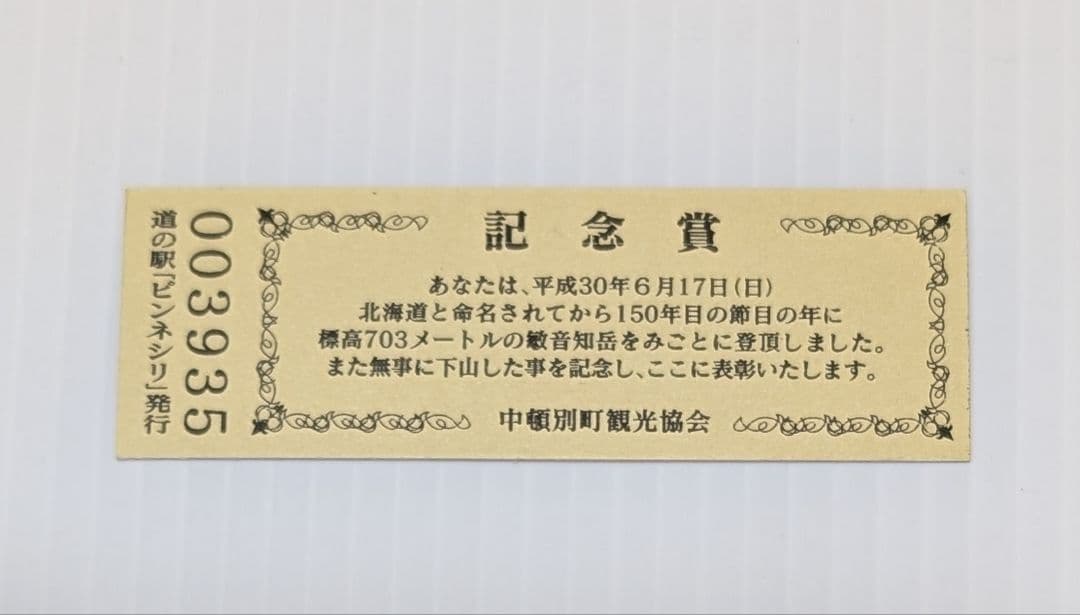 記念賞
あなたは、平成30年6月17日(日)
北海道と命名されてから150年目の節目の年に
標高703メートルの敏音知岳をみごとに登頂しました。
また無事に下山した事を記念し、ここに表彰いたします。
中頓別町観光協会
003935
道の駅「ピンネシリ」発行